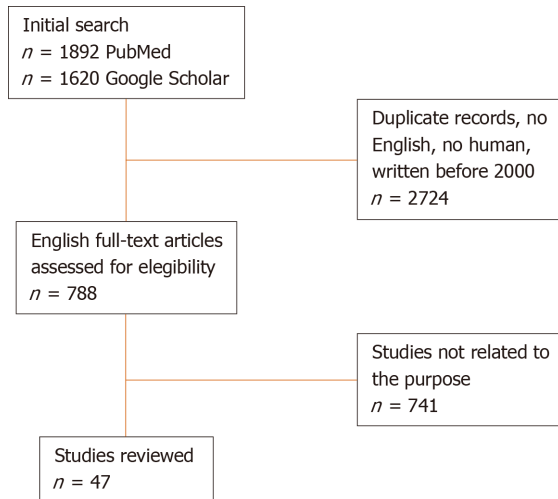 Initial search
n = 1892 PubMed
n = 1620 Google Scholar
Duplicate records, no
English, no human,
written before 2000
n = 2724
English full-text articles
assessed for elegibility
n = 788
Studies not related to
the purpose
n = 741
Studies reviewed
n = 47